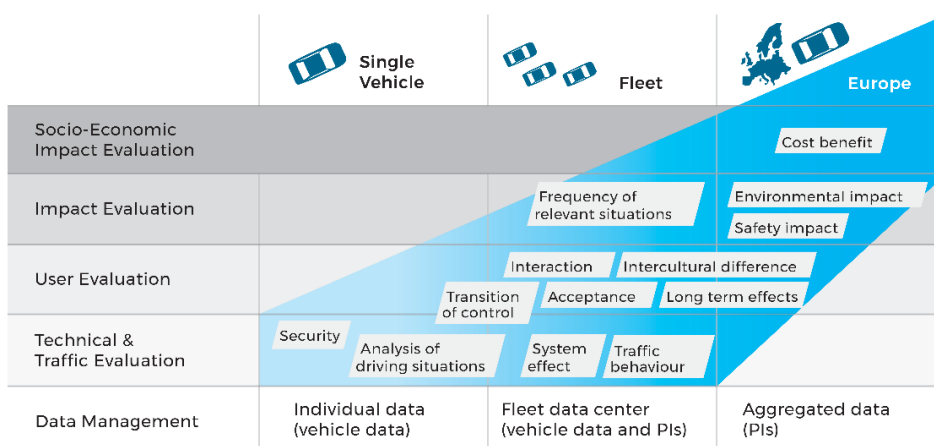 Single
Vehicle
Fleet
Europe
Socio-Economic
Impact Evaluation
Cost benefit
Impact Evaluation
Frequency of
relevant situations
Environmental impact
Safety impact
User Evaluation
Interaction
Intercultural difference
Transition
of control
Acceptance
Long term effects
Technical &
Traffic Evaluation
Security
Analysis of
driving situations
System
effect
Traffic
behaviour
Data Management
Individual data
(vehicle data)
Fleet data center
(vehicle data and PIs)
Aggregated data
(PIs)